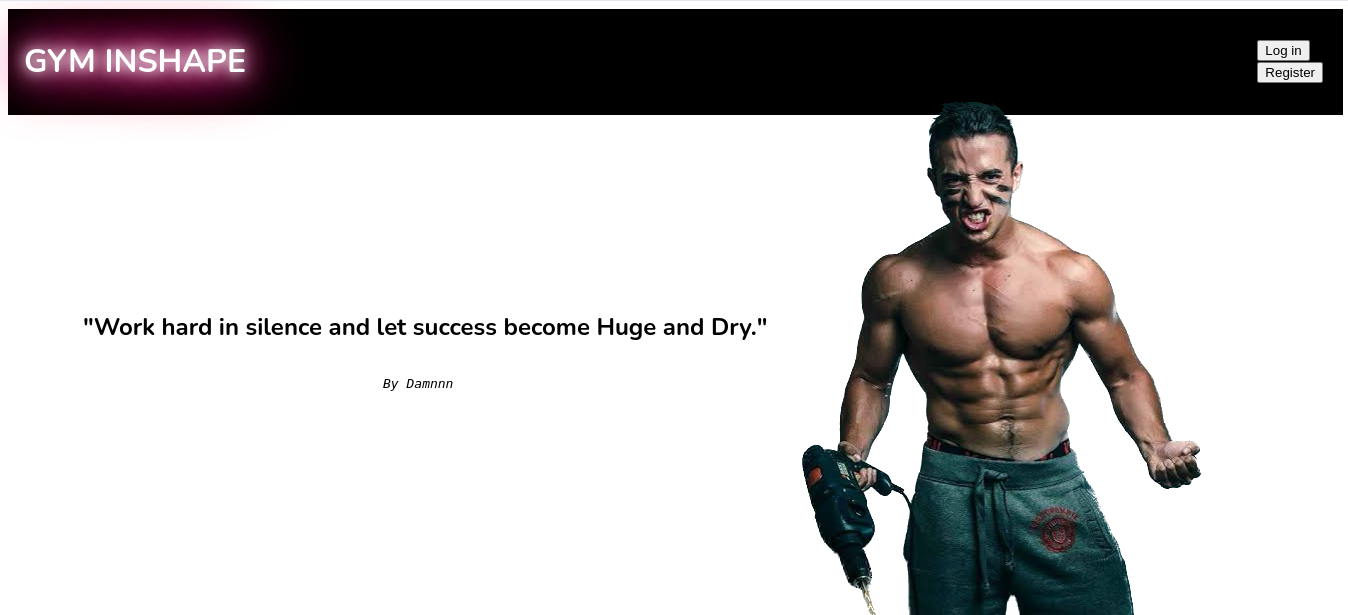 GYM INSHAPE
Log in
Register
"Work hard in silence and let success become Huge and Dry."
By Damnnn